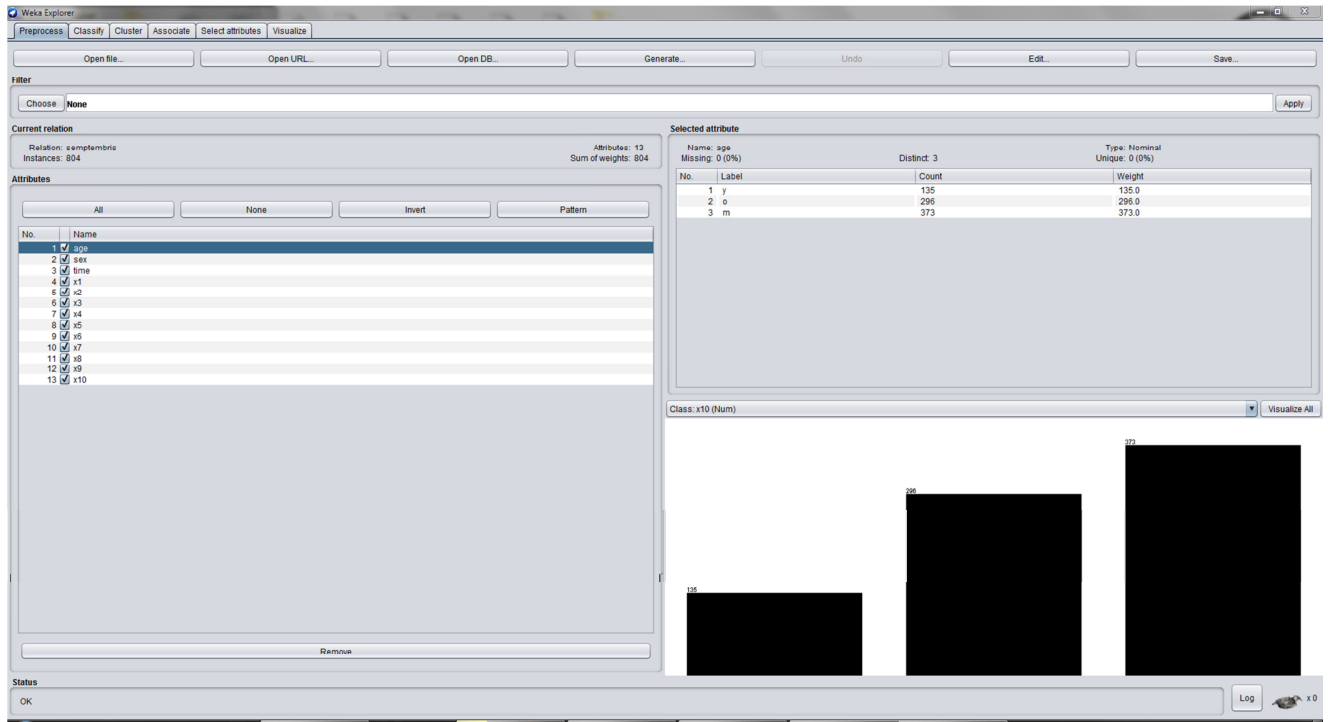 Weka Explorer
Preprocess Classify Cluster Associate Select attributes Visualize
Open file... Open URL... Open DB... Generate... Undo Edit... Save...
Filter
Choose None Apply
Current relation
Relation: semptembris Attributes: 13
Instances: 804 Sum of weights: 804
Attributes
All None Invert Pattern
No. Name
1 age
2 sex
3 time
4 x1
5 x2
6 x3
7 x4
8 x5
9 x6
10 x7
11 x8
12 x9
13 x10
Remove
Selected attribute
Name: age Type: Nominal
Missing: 0 (0%) Distinct: 3 Unique: 0 (0%)
No. Label Count Weight
1 y 135 135.0
2 o 296 296.0
3 m 373 373.0
Class: x10 (Num) Visualize All
135
296
373
Status
OK Log x 0